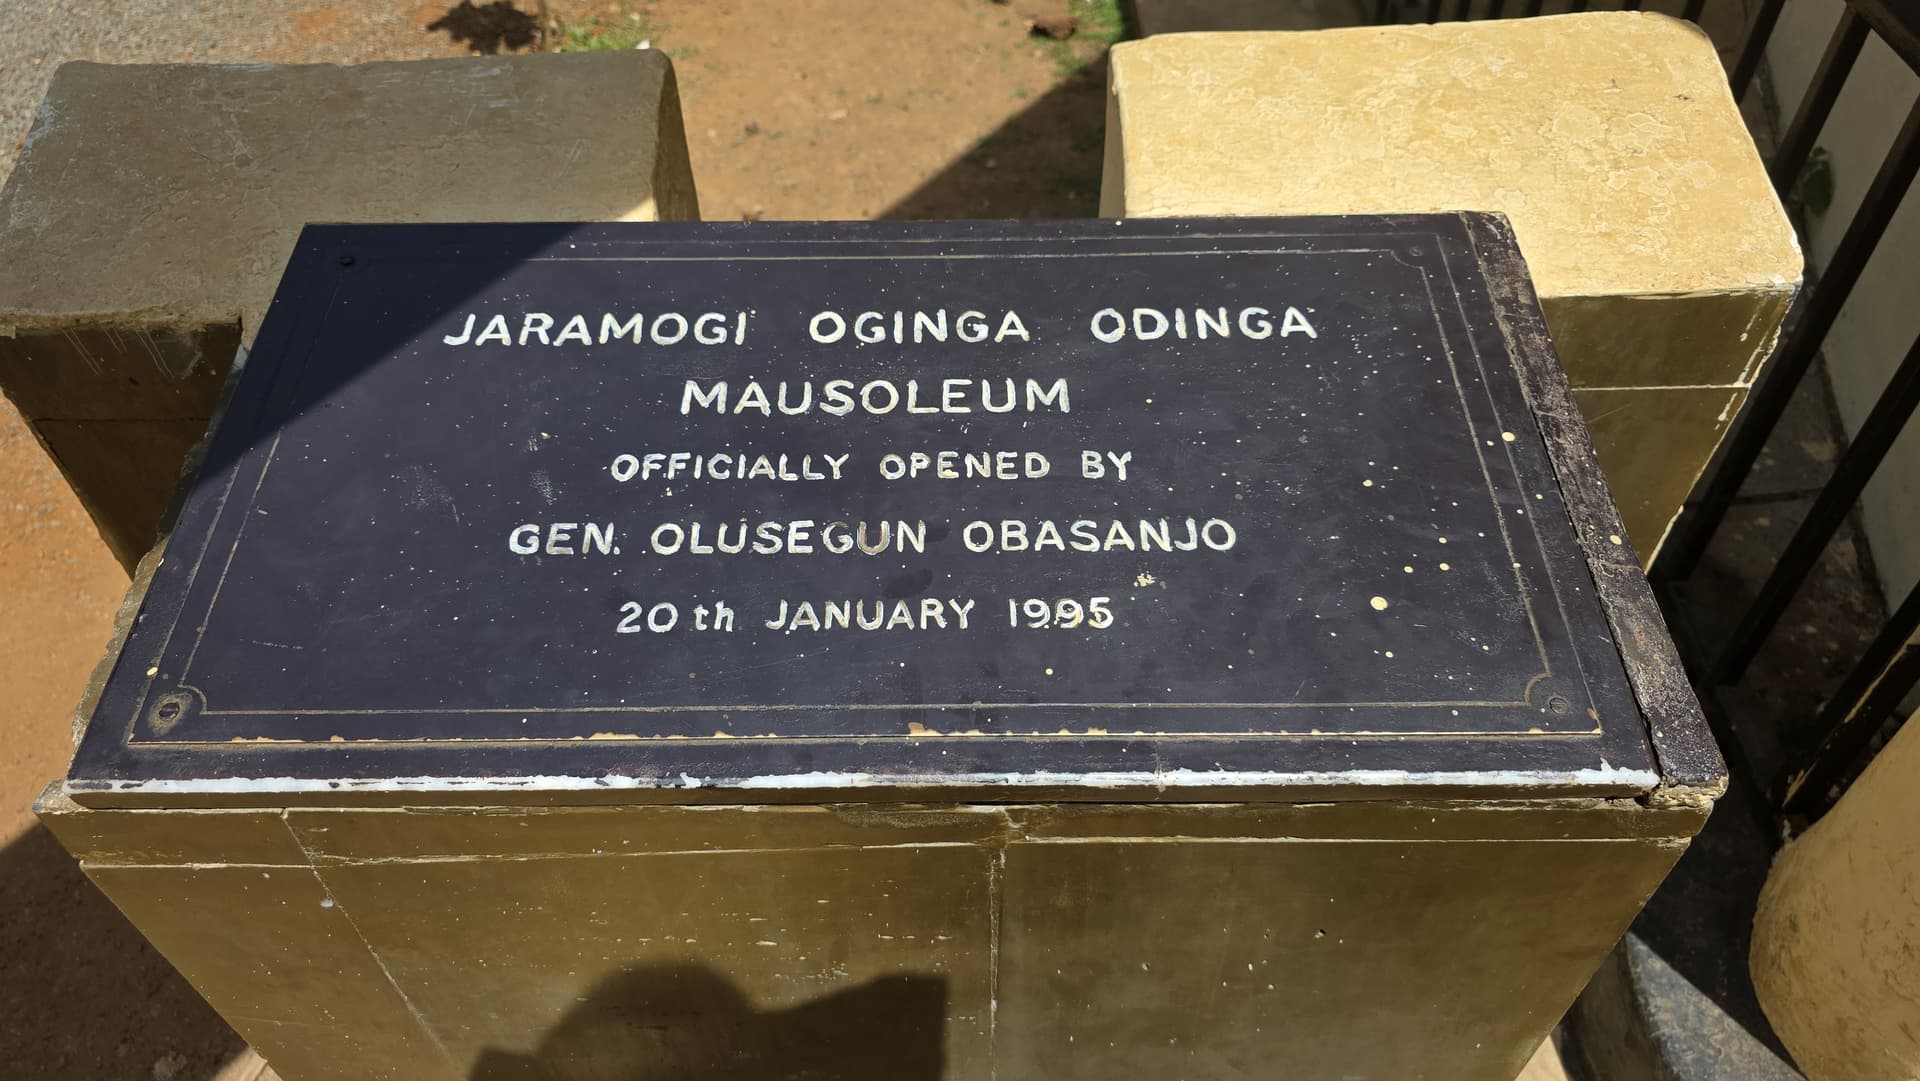 JARAMOGI OGINGA ODINGA
MAUSOLEUM
OFFICIALLY OPENED BY
GEN. OLUSEGUN OBASANJO
20th JANUARY 1995